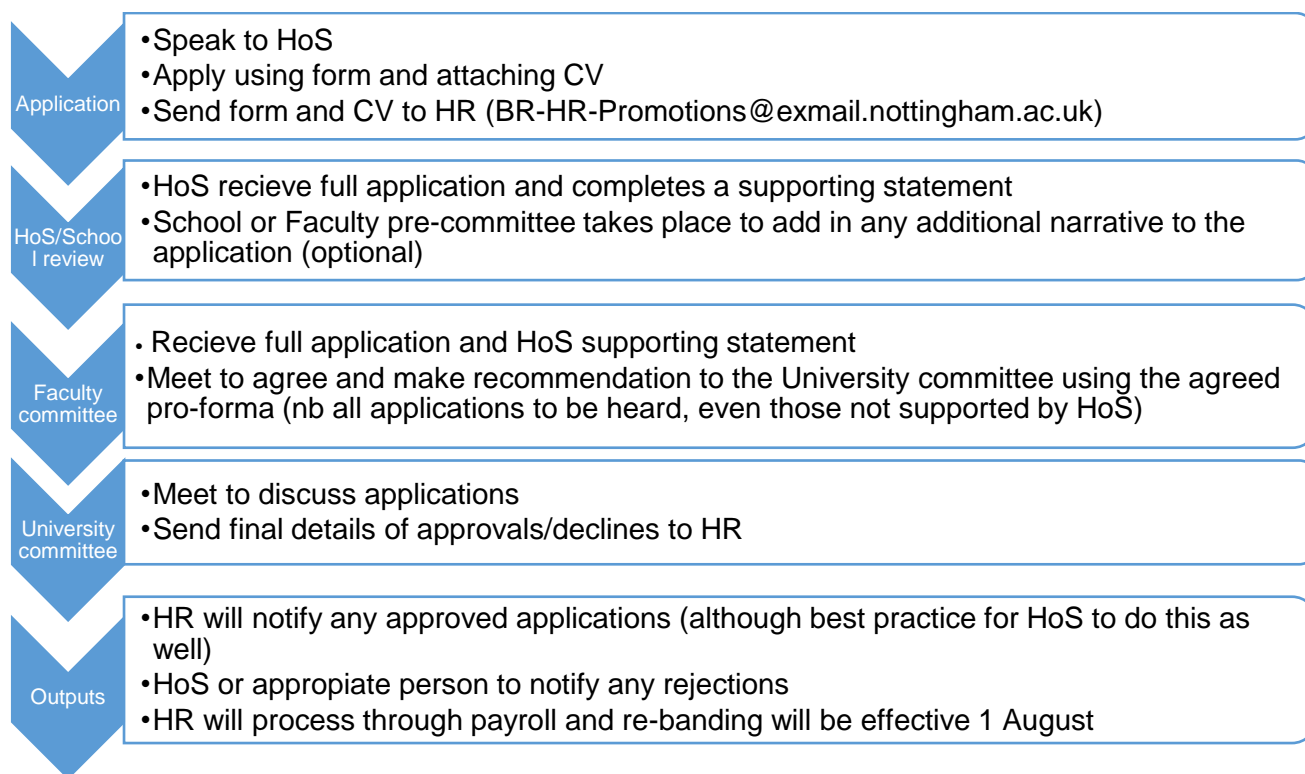 Application
•Speak to HoS
•Apply using form and attaching CV
•Send form and CV to HR (BR-HR-Promotions@exmail.nottingham.ac.uk)
HoS/Schoo
l review
•HoS recieve full application and completes a supporting statement
•School or Faculty pre-committee takes place to add in any additional narrative to the
application (optional)
Faculty
committee
• Recieve full application and HoS supporting statement
•Meet to agree and make recommendation to the University committee using the agreed
pro-forma (nb all applications to be heard, even those not supported by HoS)
University
committee
•Meet to discuss applications
•Send final details of approvals/declines to HR
Outputs
•HR will notify any approved applications (although best practice for HoS to do this as
well)
•HoS or appropiate person to notify any rejections
•HR will process through payroll and re-banding will be effective 1 August